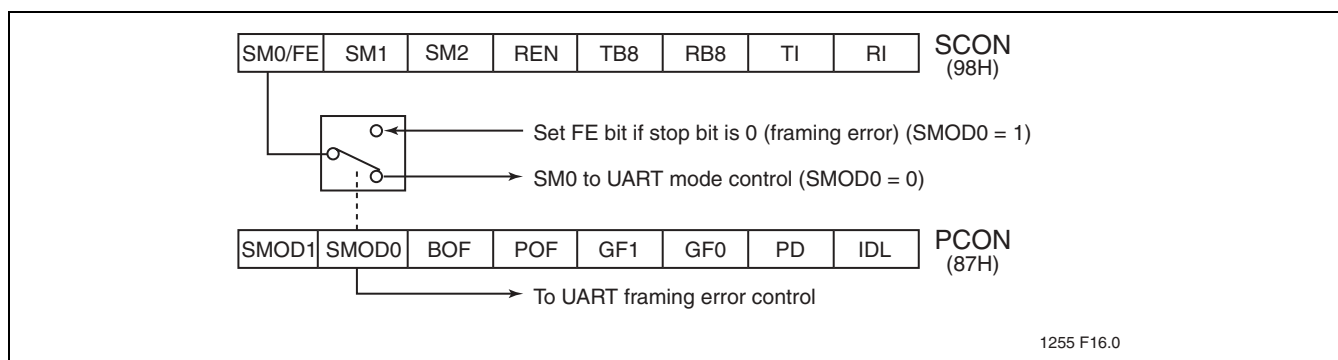 SM0/FE SM1 SM2 REN TB8 RB8 TI RI SCON
(98H)
Set FE bit if stop bit is 0 (framing error) (SMOD0 = 1)
SM0 to UART mode control (SMOD0 = 0)
SMOD1 SMOD0 BOF POF GF1 GF0 PD IDL PCON
(87H)
To UART framing error control
1255 F16.0